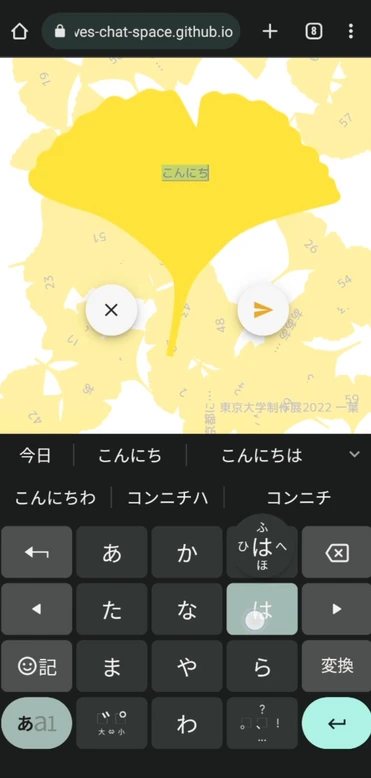 ves-chat-space.github.io
8
19
57
こんにち
51
26
23
54
48
59
42
東京大学制作展2022 一葉
今日
こんにち
こんにちは
こんにちわ
コンニチハ
コンニチ
ふ
ひ は へ
ほ
あ
か
た
な
は
記
ま
や
ら
変換
あa1
大⇔小
わ
?
。、!
...